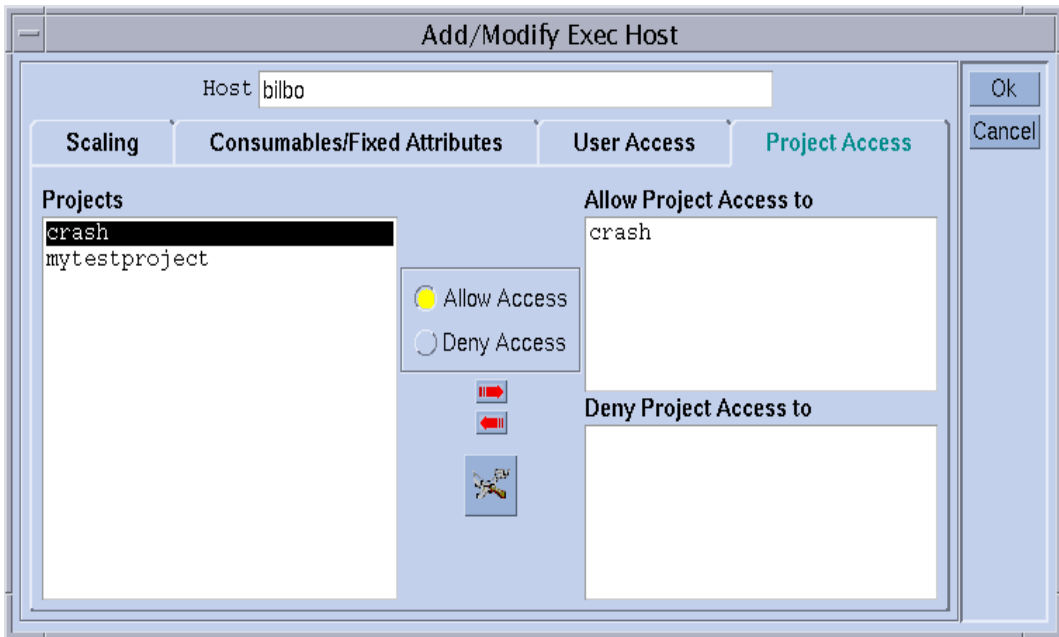 Add/Modify Exec Host
Host bilbo
Ok
Cancel
Scaling Consumables/Fixed Attributes User Access Project Access
Projects
crash
mytestproject
Allow Access
Deny Access
Allow Project Access to
crash
Deny Project Access to